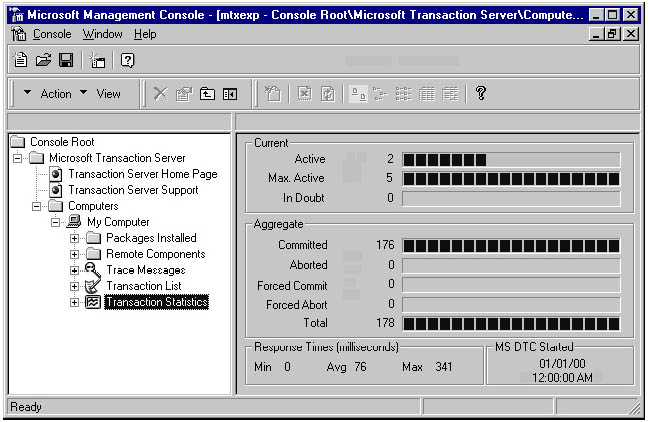 Microsoft Management Console - [mtxexp - Console Root\Microsoft Transaction Server\Compute...
Console Window Help
Action View
Console Root
Microsoft Transaction Server
Transaction Server Home Page
Transaction Server Support
Computers
My Computer
Packages Installed
Remote Components
Trace Messages
Transaction List
Transaction Statistics
Current
Active 2
Max. Active 5
In Doubt 0
Aggregate
Committed 176
Aborted 0
Forced Commit 0
Forced Abort 0
Total 178
Response Times (milliseconds)
Min 0 Avg 76 Max 341
MS DTC Started
01/01/00
12:00:00 AM
Ready